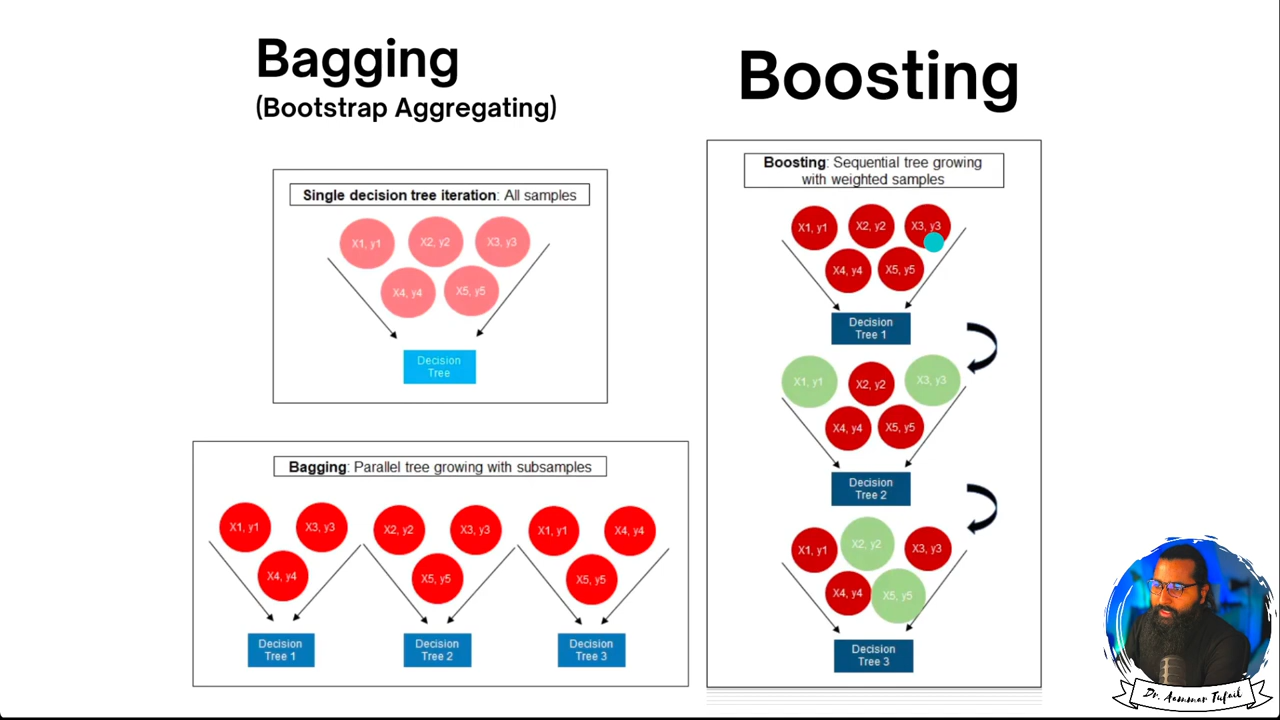 Bagging
(Bootstrap Aggregating)
Single decision tree iteration: All samples
X1, y1
X2, y2
X3, y3
X4, y4
X5, y5
Decision
Tree
Bagging: Parallel tree growing with subsamples
X1, y1
X3, y3
X4, y4
Decision
Tree 1
X2, y2
X3, y3
X5, y5
Decision
Tree 2
X1, y1
X4, y4
X5, y5
Decision
Tree 3
Boosting
Boosting: Sequential tree growing
with weighted samples
X1, y1
X2, y2
X3, y3
X4, y4
X5, y5
Decision
Tree 1
X1, y1
X2, y2
X3, y3
X4, y4
X5, y5
Decision
Tree 2
X1, y1
X2, y2
X3, y3
X4, y4
X5, y5
Decision
Tree 3
Dr. Aammar Tufail